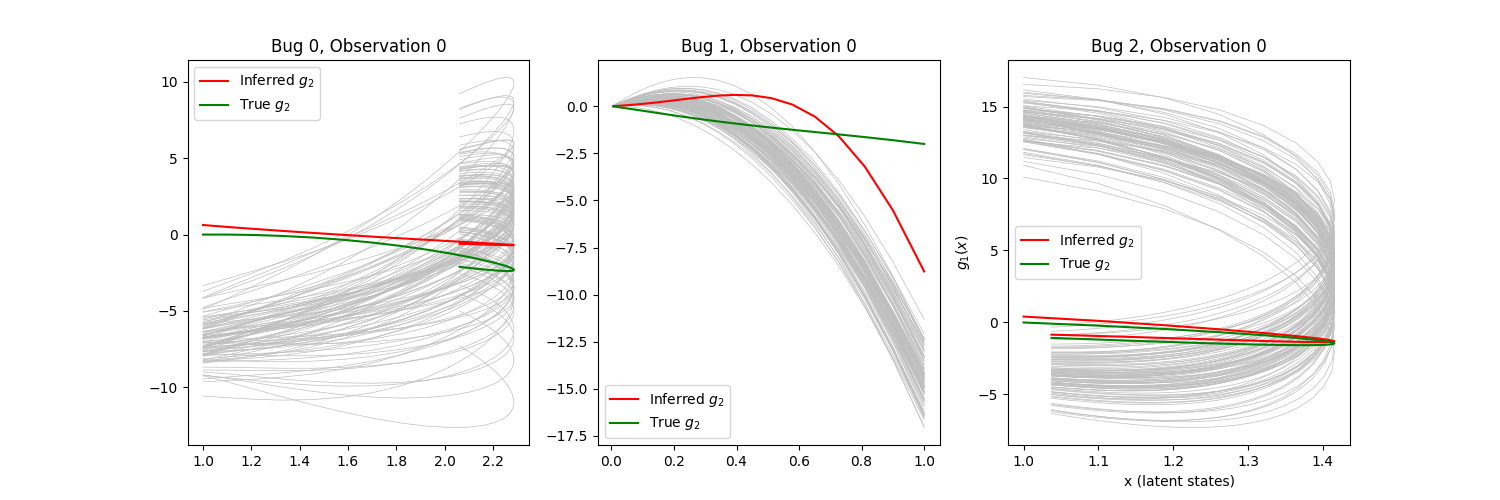 Bug 0, Observation 0
Inferred g₂
True g₂
10
5
0
−5
−10
1.0 1.2 1.4 1.6 1.8 2.0 2.2
Bug 1, Observation 0
0.0
−2.5
−5.0
−7.5
−10.0
−12.5
−15.0
−17.5
Inferred g₂
True g₂
0.0 0.2 0.4 0.6 0.8 1.0
Bug 2, Observation 0
g₁(x)
15
10
5
0
−5
Inferred g₂
True g₂
1.0 1.1 1.2 1.3 1.4
x (latent states)